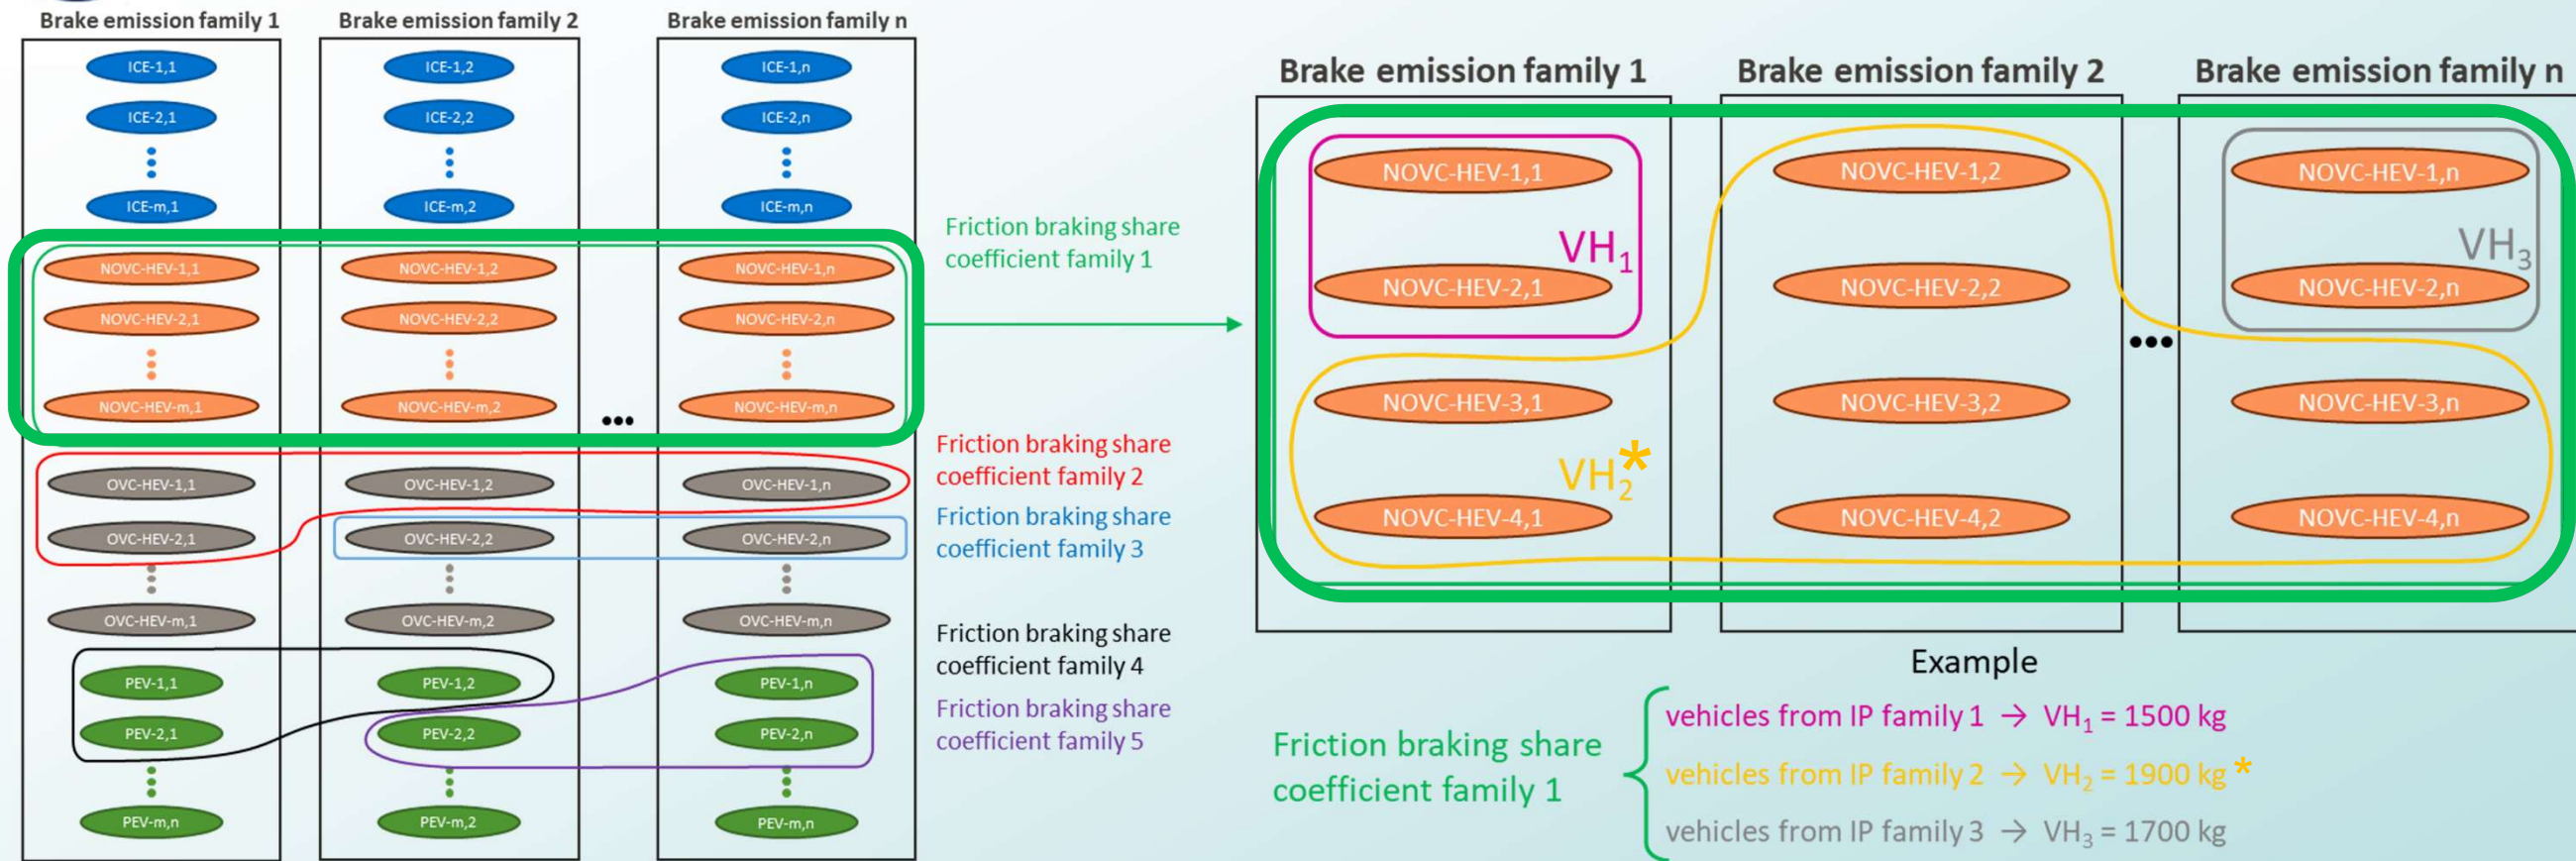 Brake emission family 1
Brake emission family 2
Brake emission family n
ICE-1,1
ICE-1,2
ICE-1,n
ICE-2,1
ICE-2,2
ICE-2,n
ICE-m,1
ICE-m,2
ICE-m,n
NOVC-HEV-1,1
NOVC-HEV-1,2
NOVC-HEV-1,n
NOVC-HEV-2,1
NOVC-HEV-2,2
NOVC-HEV-2,n
NOVC-HEV-m,1
NOVC-HEV-m,2
NOVC-HEV-m,n
...
OVC-HEV-1,1
OVC-HEV-1,2
OVC-HEV-1,n
OVC-HEV-2,1
OVC-HEV-2,2
OVC-HEV-2,n
OVC-HEV-m,1
OVC-HEV-m,2
OVC-HEV-m,n
PEV-1,1
PEV-1,2
PEV-1,n
PEV-2,1
PEV-2,2
PEV-2,n
PEV-m,n
PEV-m,2
PEV-m,n
Friction braking share
coefficient family 1
Friction braking share
coefficient family 2
Friction braking share
coefficient family 3
Friction braking share
coefficient family 4
Friction braking share
coefficient family 5
Brake emission family 1
Brake emission family 2
Brake emission family n
NOVC-HEV-1,1
NOVC-HEV-1,2
NOVC-HEV-1,n
VH₁
VH₃
NOVC-HEV-2,1
NOVC-HEV-2,2
NOVC-HEV-2,n
...
NOVC-HEV-3,1
NOVC-HEV-3,2
NOVC-HEV-3,n
VH₂*
NOVC-HEV-4,1
NOVC-HEV-4,2
NOVC-HEV-4,n
Example
Friction braking share
coefficient family 1
vehicles from IP family 1 → VH₁ = 1500 kg
vehicles from IP family 2 → VH₂ = 1900 kg *
vehicles from IP family 3 → VH₃ = 1700 kg